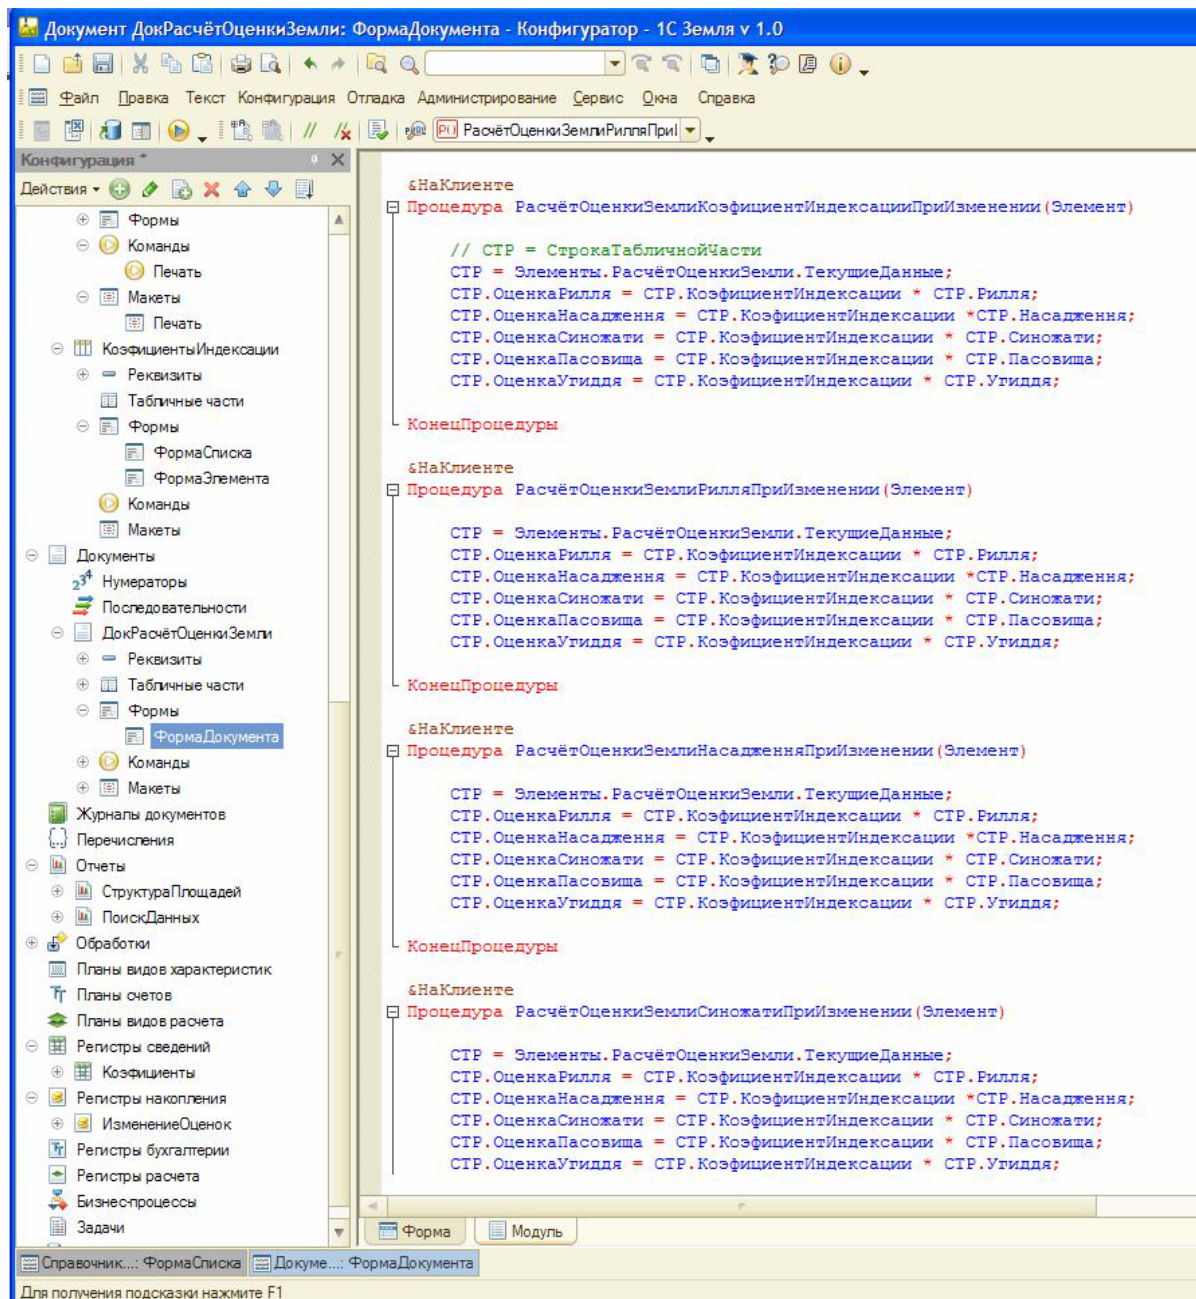 Документ ДокРасчётОценкиЗемли: ФормаДокумента - Конфигуратор - 1С Земля v 1.0
Файл Правка Текст Конфигурация Отладка Администрирование Сервис Окна Справка
РасчётОценкиЗемлиРилляПриІ
Конфигурация *
Действия
Формы
Команды
Печать
Макеты
Печать
КоэфициентыИндексации
Реквизиты
Табличные части
Формы
ФормаСписка
ФормаЭлемента
Команды
Макеты
Документы
Нумераторы
Последовательности
ДокРасчётОценкиЗемли
Реквизиты
Табличные части
Формы
ФормаДокумента
Команды
Макеты
Журналы документов
Перечисления
Отчеты
СтруктураПлощадей
ПоискДанных
Обработки
Планы видов характеристик
Планы счетов
Планы видов расчета
Регистры сведений
Коэфициенты
Регистры накопления
ИзменениеОценок
Регистры бухгалтерии
Регистры расчета
Бизнес-процессы
Задачи
&НаКлиенте
Процедура РасчётОценкиЗемлиКоэфициентИндексацииПриИзменении(Элемент)
// СТР = СтрокаТабличнойЧасти
СТР = Элементы.РасчётОценкиЗемли.ТекущиеДанные;
СТР.ОценкаРилля = СТР.КоэфициентИндексации * СТР.Рилля;
СТР.ОценкаНасадження = СТР.КоэфициентИндексации *СТР.Насадження;
СТР.ОценкаСиножати = СТР.КоэфициентИндексации * СТР.Синожати;
СТР.ОценкаПасовища = СТР.КоэфициентИндексации * СТР.Пасовища;
СТР.ОценкаУгиддя = СТР.КоэфициентИндексации * СТР.Угиддя;
КонецПроцедуры
&НаКлиенте
Процедура РасчётОценкиЗемлиРилляПриИзменении(Элемент)
СТР = Элементы.РасчётОценкиЗемли.ТекущиеДанные;
СТР.ОценкаРилля = СТР.КоэфициентИндексации * СТР.Рилля;
СТР.ОценкаНасадження = СТР.КоэфициентИндексации *СТР.Насадження;
СТР.ОценкаСиножати = СТР.КоэфициентИндексации * СТР.Синожати;
СТР.ОценкаПасовища = СТР.КоэфициентИндексации * СТР.Пасовища;
СТР.ОценкаУгиддя = СТР.КоэфициентИндексации * СТР.Угиддя;
КонецПроцедуры
&НаКлиенте
Процедура РасчётОценкиЗемлиНасадженняПриИзменении(Элемент)
СТР = Элементы.РасчётОценкиЗемли.ТекущиеДанные;
СТР.ОценкаРилля = СТР.КоэфициентИндексации * СТР.Рилля;
СТР.ОценкаНасадження = СТР.КоэфициентИндексации *СТР.Насадження;
СТР.ОценкаСиножати = СТР.КоэфициентИндексации * СТР.Синожати;
СТР.ОценкаПасовища = СТР.КоэфициентИндексации * СТР.Пасовища;
СТР.ОценкаУгиддя = СТР.КоэфициентИндексации * СТР.Угиддя;
КонецПроцедуры
&НаКлиенте
Процедура РасчётОценкиЗемлиСиножатиПриИзменении(Элемент)
СТР = Элементы.РасчётОценкиЗемли.ТекущиеДанные;
СТР.ОценкаРилля = СТР.КоэфициентИндексации * СТР.Рилля;
СТР.ОценкаНасадження = СТР.КоэфициентИндексации *СТР.Насадження;
СТР.ОценкаСиножати = СТР.КоэфициентИндексации * СТР.Синожати;
СТР.ОценкаПасовища = СТР.КоэфициентИндексации * СТР.Пасовища;
СТР.ОценкаУгиддя = СТР.КоэфициентИндексации * СТР.Угиддя;
Форма Модуль
Справочник...: ФормаСписка Докуме...: ФормаДокумента
Для получения подсказки нажмите F1